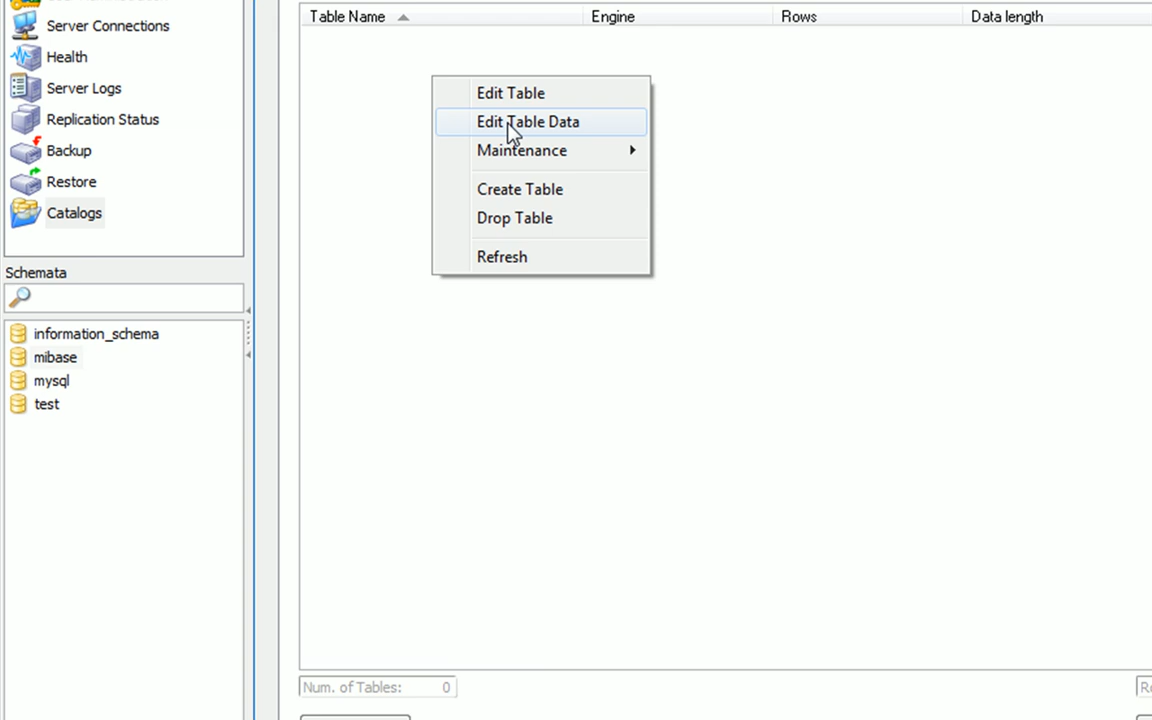 Server Connections
Health
Server Logs
Replication Status
Backup
Restore
Catalogs
Schemata
information_schema
mibase
mysql
test
Table Name
Engine
Rows
Data length
Edit Table
Edit Table Data
Maintenance
Create Table
Drop Table
Refresh
Num. of Tables: 0